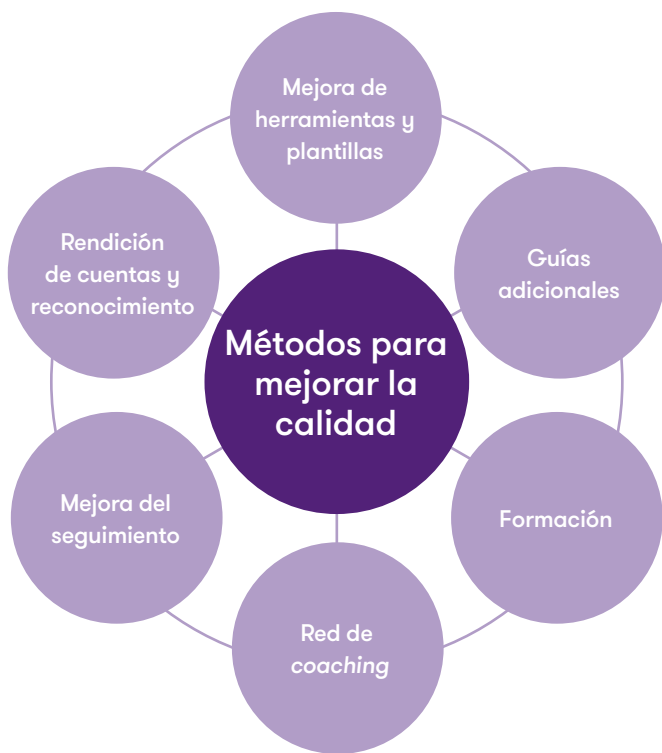 Mejora de
herramientas y
plantillas
Guías
adicionales
Formación
Red de
coaching
Mejora del
seguimiento
Rendición
de cuentas y
reconocimiento
Métodos para
mejorar la
calidad